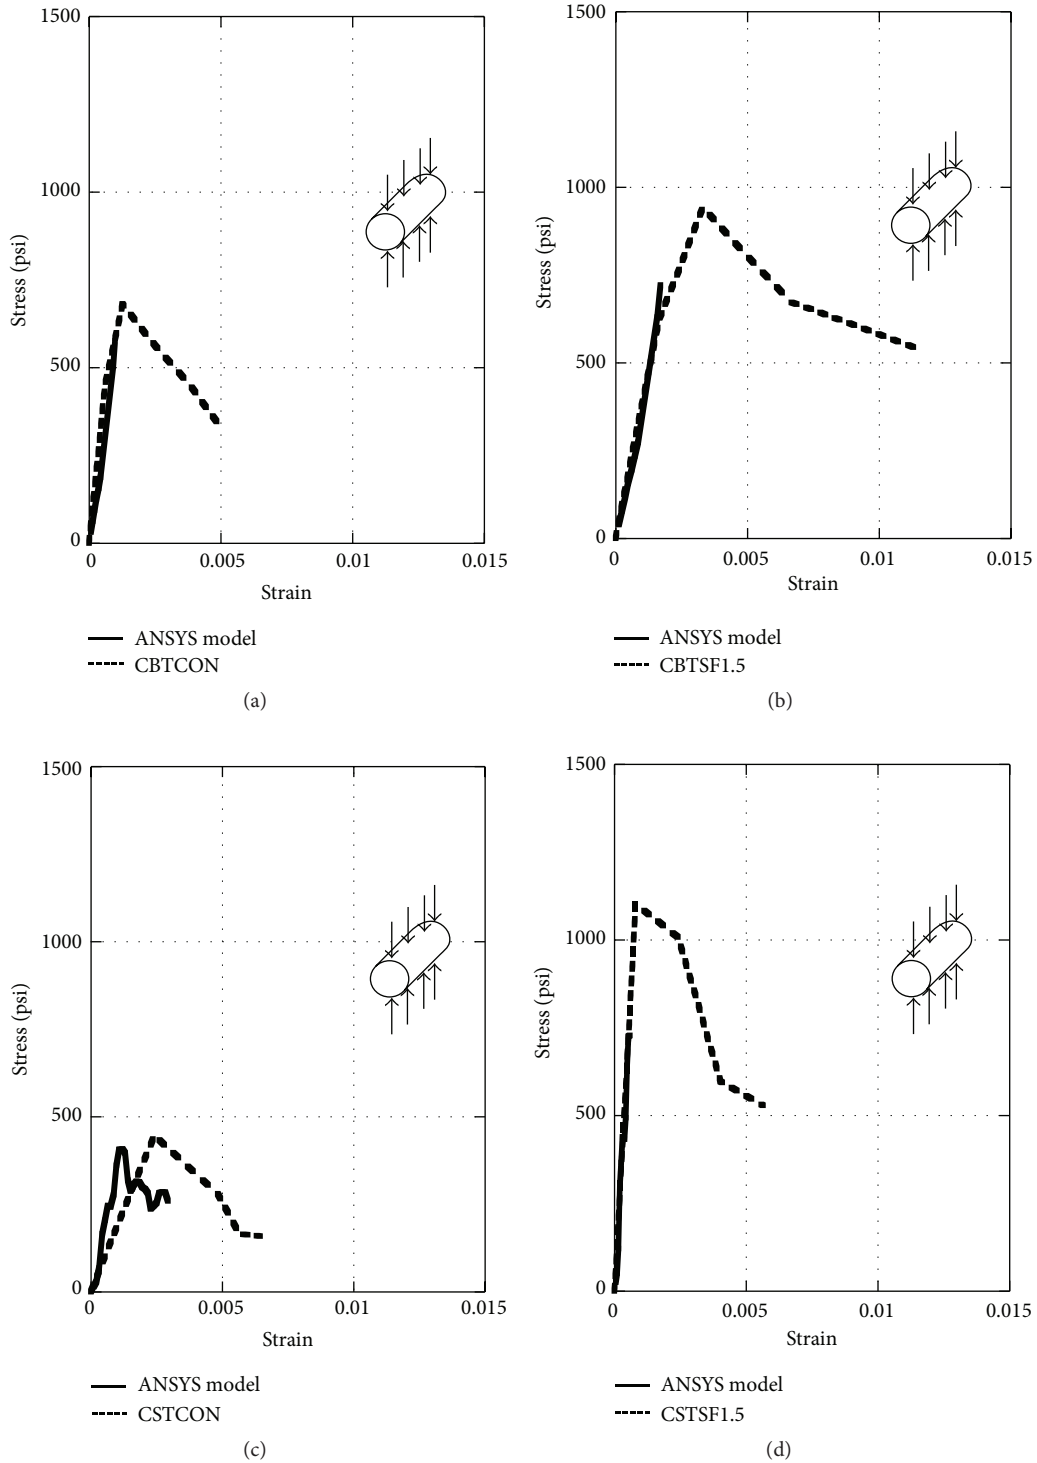 1500
1000
500
0
Stress (psi)
0 0.005 0.01 0.015
Strain
ANSYS model
CBTCON
(a)
1500
1000
500
0
Stress (psi)
0 0.005 0.01 0.015
Strain
ANSYS model
CBTSF1.5
(b)
1500
1000
500
0
Stress (psi)
0 0.005 0.01 0.015
Strain
ANSYS model
CSTCON
(c)
1500
1000
500
0
Stress (psi)
0 0.005 0.01 0.015
Strain
ANSYS model
CSTSF1.5
(d)